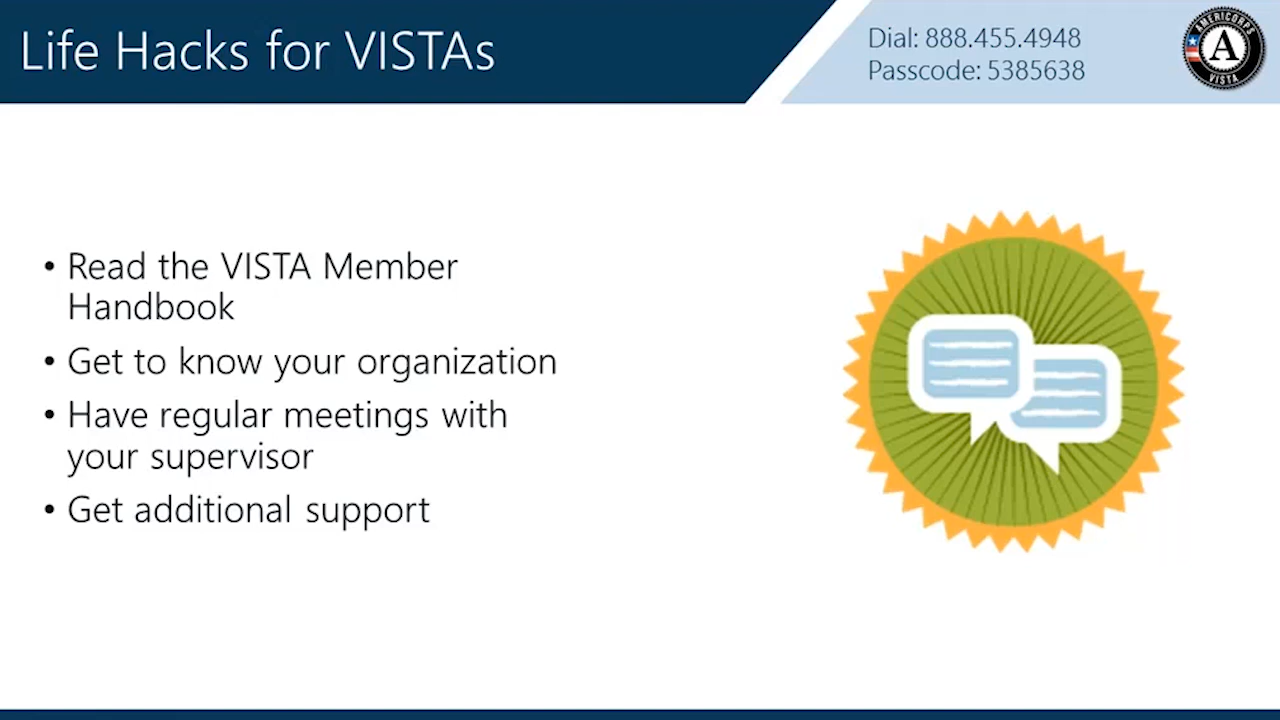 Life Hacks for VISTAs
Dial: 888.455.4948
Passcode: 5385638
AMERICORPS
A
VISTA
• Read the VISTA Member
Handbook
• Get to know your organization
• Have regular meetings with
your supervisor
• Get additional support